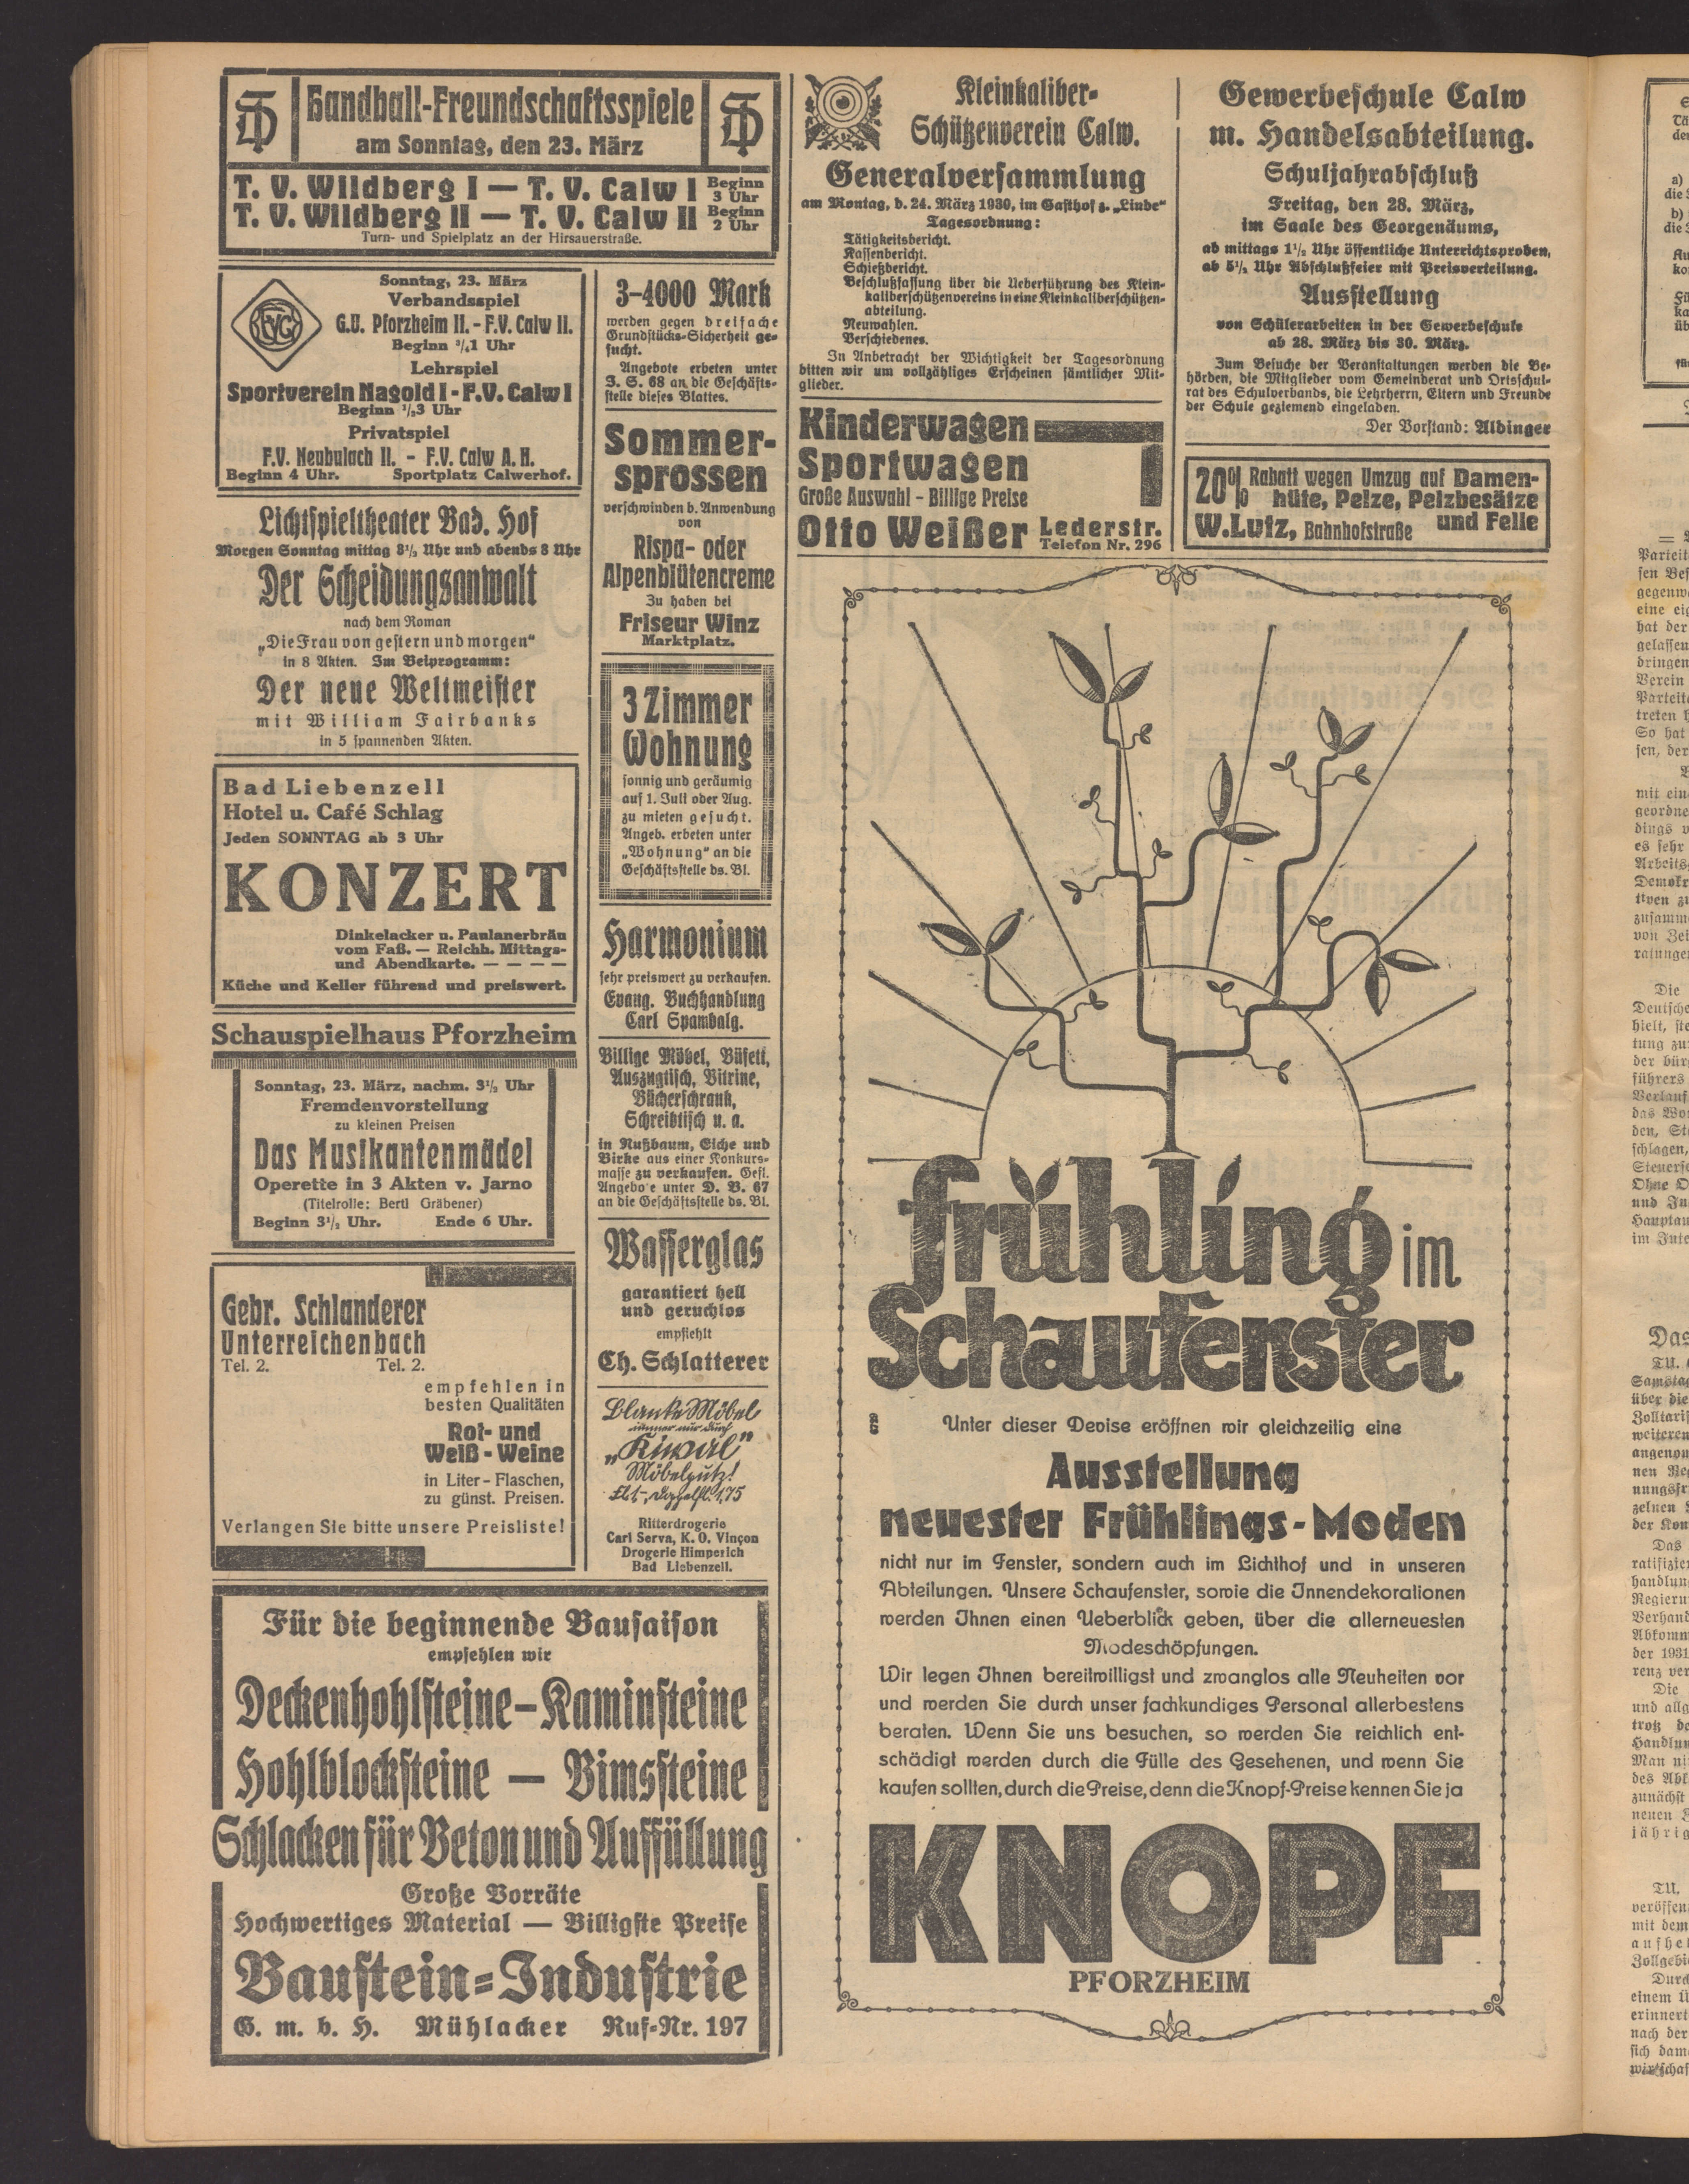 Handball-Freundschaftsspiele
am Sonntag, den 23. März
T. V. Wildberg I — T. V. Calw I Beginn 3 Uhr
T. V. Wildberg II — T. V. Calw II Beginn 2 Uhr
Turn- und Spielplatz an der Hirsauerstraße.
Sonntag, 23. März
Verbandsspiel
G.U. Pforzheim II. - F.V. Calw II.
Beginn ¾1 Uhr
Lehrspiel
Sportverein Nagold I - F.V. Calw I
Beginn ½3 Uhr
Privatspiel
F.V. Neubulach II. - F.V. Calw A.H.
Beginn 4 Uhr. Sportplatz Calwerhof.
Lichtspieltheater Bad. Hof
Morgen Sonntag mittag 3½ Uhr und abends 8 Uhr
Der Scheidungsanwalt
nach dem Roman
„Die Frau von gestern und morgen“
in 8 Akten. Im Beiprogramm:
Der neue Weltmeister
mit William Fairbanks
in 5 spannenden Akten.
Bad Liebenzell
Hotel u. Café Schlag
Jeden SONNTAG ab 3 Uhr
KONZERT
Dinkelacker u. Paulanerbräu
vom Faß. — Reichh. Mittags-
und Abendkarte. — — — —
Küche und Keller führend und preiswert.
Schauspielhaus Pforzheim
Sonntag, 23. März, nachm. 3½ Uhr
Fremdenvorstellung
zu kleinen Preisen
Das Musikantenmädel
Operette in 3 Akten v. Jarno
(Titelrolle: Bertl Gräbener)
Beginn 3½ Uhr. Ende 6 Uhr.
Gebr. Schlanderer
Unterreichenbach
Tel. 2. Tel. 2.
empfehlen in
besten Qualitäten
Rot- und
Weiß-Weine
in Liter-Flaschen,
zu günst. Preisen.
Verlangen Sie bitte unsere Preisliste!
3-4000 Mark
werden gegen dreifache
Grundstücks-Sicherheit ge-
sucht.
Angebote erbeten unter
J. S. 68 an die Geschäfts-
stelle dieses Blattes.
Sommer-
sprossen
verschwinden b. Anwendung
von
Rispa- oder
Alpenblütencreme
Zu haben bei
Friseur Winz
Marktplatz.
3 Zimmer
Wohnung
sonnig und geräumig
auf 1. Juli oder Aug.
zu mieten gesucht.
Angeb. erbeten unter
„Wohnung“ an die
Geschäftsstelle ds. Bl.
Harmonium
sehr preiswert zu verkaufen.
Evang. Buchhandlung
Carl Spambalg.
Billige Möbel, Büfett,
Auszugtisch, Vitrine,
Bücherschrank,
Schreibtisch u. a.
in Nußbaum, Eiche und
Birke aus einer Konkurs-
masse zu verkaufen. Gefl.
Angebote unter D. B. 67
an die Geschäftsstelle ds. Bl.
Wasserglas
garantiert hell
und geruchlos
empfiehlt
Ch. Schlatterer
Blanke Möbel
immer nur durch
„Kiwal“
Möbelputz!
Fl. 1.-, Doppelfl. 1.75
Ritterdrogerie
Carl Serva, K. O. Vinçon
Drogerie Himperich
Bad Liebenzell.
Für die beginnende Bausaison
empfehlen wir
Deckenhohlsteine-Kaminsteine
Hohlblocksteine — Bimssteine
Schlacken für Beton und Auffüllung
Große Vorräte
Hochwertiges Material — Billigste Preise
Baustein-Industrie
G. m. b. H. Mühlacker Ruf-Nr. 197
Kleinkaliber-
Schützenverein Calw.
Generalversammlung
am Montag, d. 24. März 1930, im Gasthof z. „Linde“
Tagesordnung:
Tätigkeitsbericht.
Kassenbericht.
Schießbericht.
Beschlußfassung über die Ueberführung des Klein-
kaliberschützenvereins in eine Kleinkaliberschützen-
abteilung.
Neuwahlen.
Verschiedenes.
In Anbetracht der Wichtigkeit der Tagesordnung
bitten wir um vollzähliges Erscheinen sämtlicher Mit-
glieder.
Kinderwagen
Sportwagen
Große Auswahl - Billige Preise
Otto Weißer Lederstr.
Telefon Nr. 296
Gewerbeschule Calw
m. Handelsabteilung.
Schuljahrabschluß
Freitag, den 28. März,
im Saale des Georgenäums,
ab mittags 1½ Uhr öffentliche Unterrichtsproben,
ab 5½ Uhr Abschlußfeier mit Preisverteilung.
Ausstellung
von Schülerarbeiten in der Gewerbeschule
ab 28. März bis 30. März.
Zum Besuche der Veranstaltungen werden die Be-
hörden, die Mitglieder vom Gemeinderat und Ortsschul-
rat des Schulverbands, die Lehrherrn, Eltern und Freunde
der Schule geziemend eingeladen.
Der Vorstand: Aldinger
20% Rabatt wegen Umzug auf Damen-
hüte, Pelze, Pelzbesätze
und Felle
W. Lutz, Bahnhofstraße
frühling im
Schaufenster
Unter dieser Devise eröffnen wir gleichzeitig eine
Ausstellung
neuester Frühlings-Moden
nicht nur im Fenster, sondern auch im Lichthof und in unseren
Abteilungen. Unsere Schaufenster, sowie die Innendekorationen
werden Ihnen einen Ueberblick geben, über die allerneuesten
Modeschöpfungen.
Wir legen Ihnen bereitwilligst und zwanglos alle Neuheiten vor
und werden Sie durch unser fachkundiges Personal allerbestens
beraten. Wenn Sie uns besuchen, so werden Sie reichlich ent-
schädigt werden durch die Fülle des Gesehenen, und wenn Sie
kaufen sollten, durch die Preise, denn die Knopf-Preise kennen Sie ja
KNOPF
PFORZHEIM